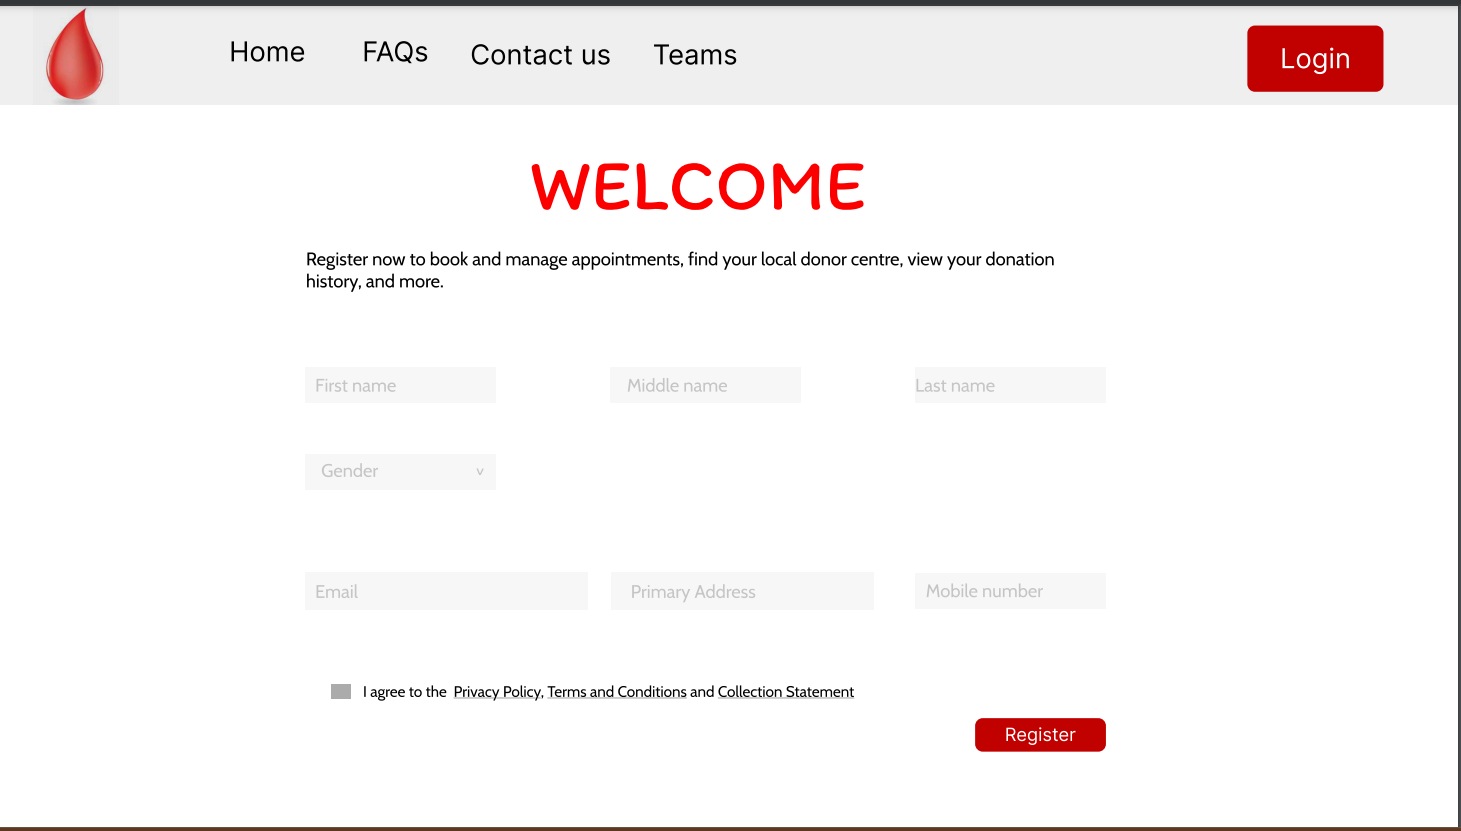 Home FAQs Contact us Teams Login
WELCOME
Register now to book and manage appointments, find your local donor centre, view your donation
history, and more.
First name Middle name Last name
Gender v
Email Primary Address Mobile number
I agree to the Privacy Policy, Terms and Conditions and Collection Statement
Register